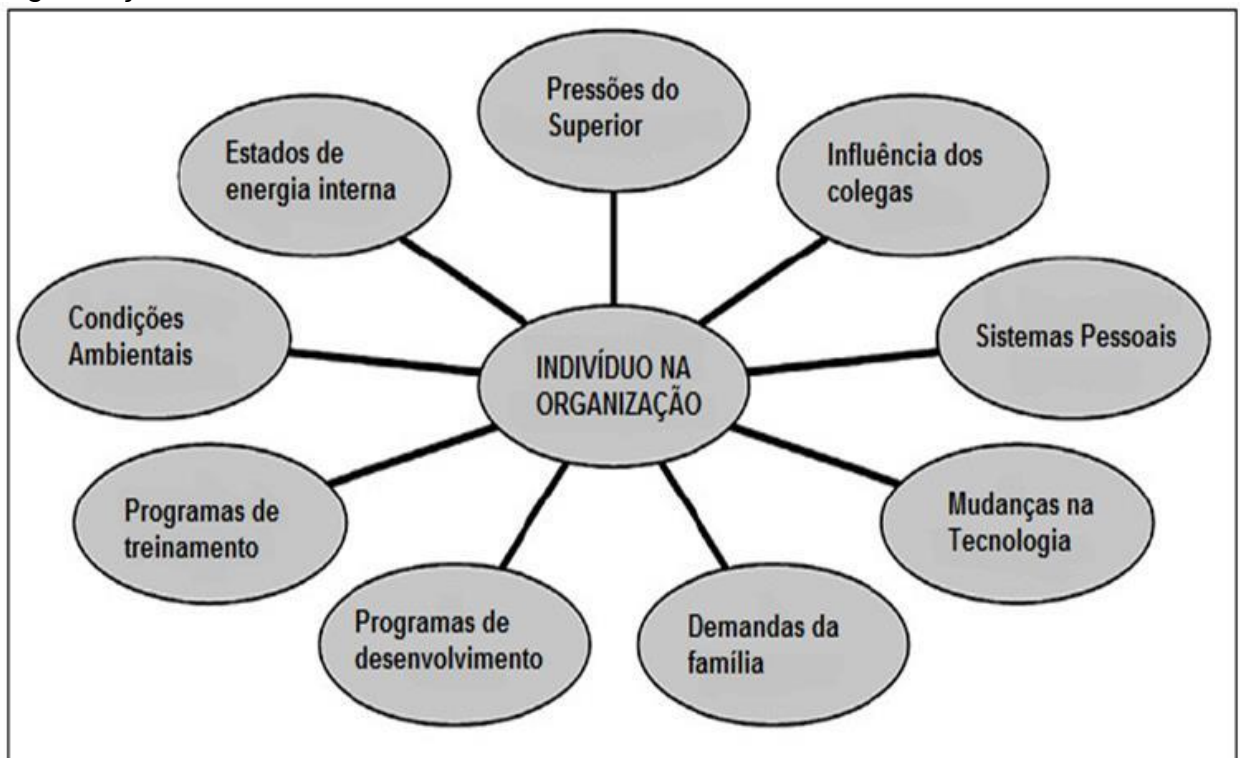 Pressões do
Superior
Estados de
energia interna
Influência dos
colegas
Condições
Ambientais
Sistemas Pessoais
INDIVÍDUO NA
ORGANIZAÇÃO
Programas de
treinamento
Mudanças na
Tecnologia
Programas de
desenvolvimento
Demandas da
família